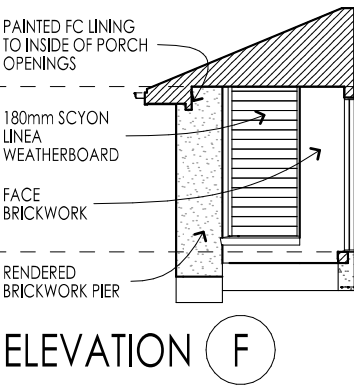 PAINTED FC LINING
TO INSIDE OF PORCH
OPENINGS
180mm SCYON
LINEA
WEATHERBOARD
FACE
BRICKWORK
RENDERED
BRICKWORK PIER
ELEVATION F